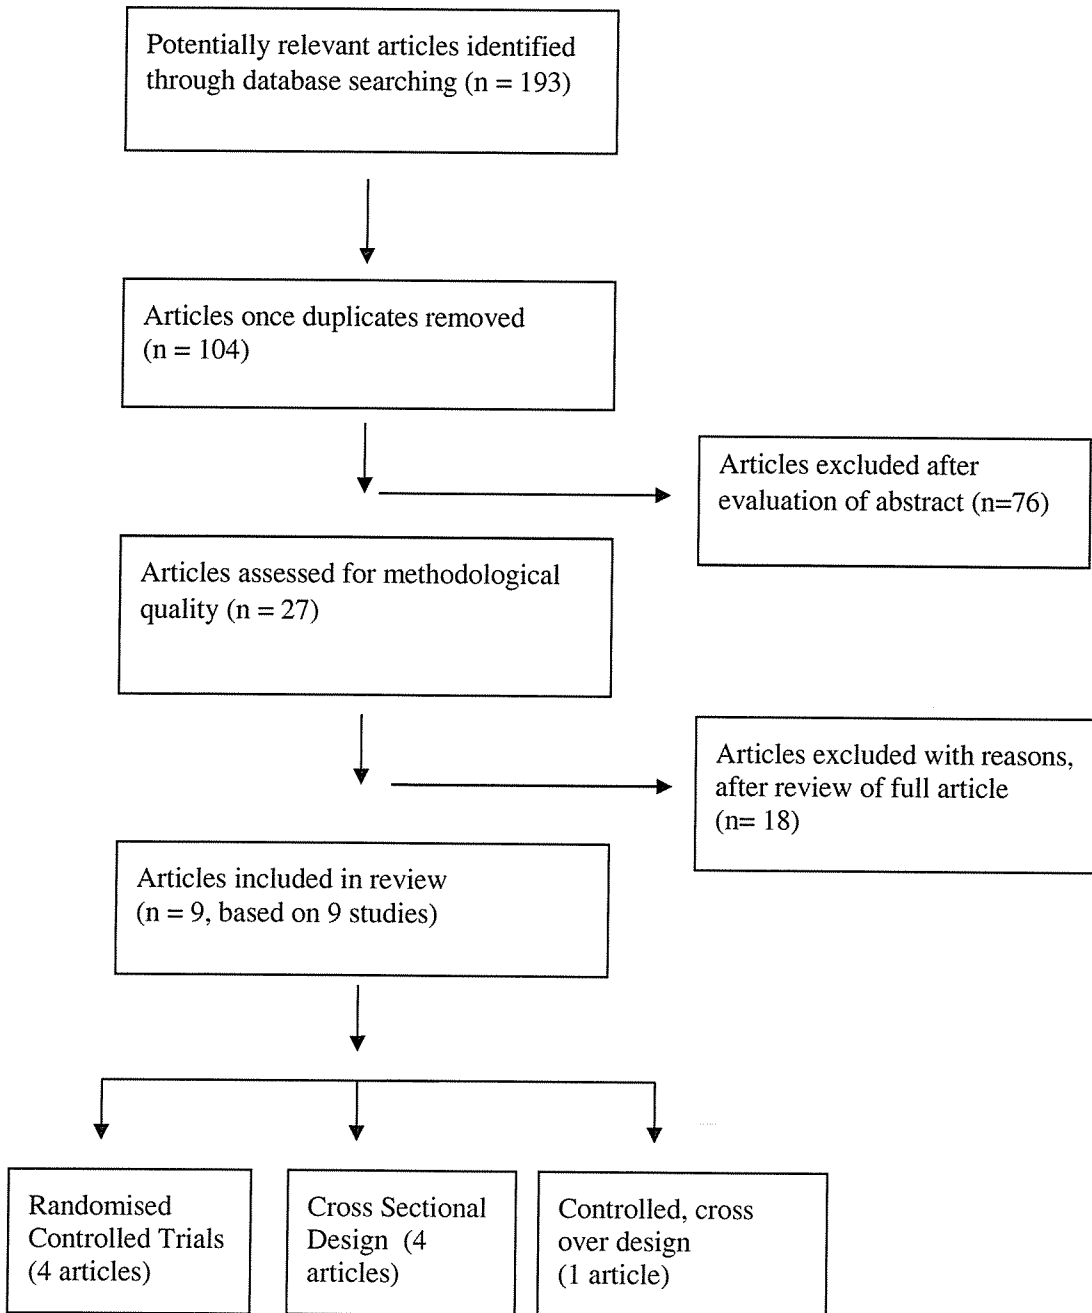 Potentially relevant articles identified
through database searching (n = 193)
Articles once duplicates removed
(n = 104)
Articles excluded after
evaluation of abstract (n=76)
Articles assessed for methodological
quality (n = 27)
Articles excluded with reasons,
after review of full article
(n= 18)
Articles included in review
(n = 9, based on 9 studies)
Randomised
Controlled Trials
(4 articles)
Cross Sectional
Design (4
articles)
Controlled, cross
over design
(1 article)